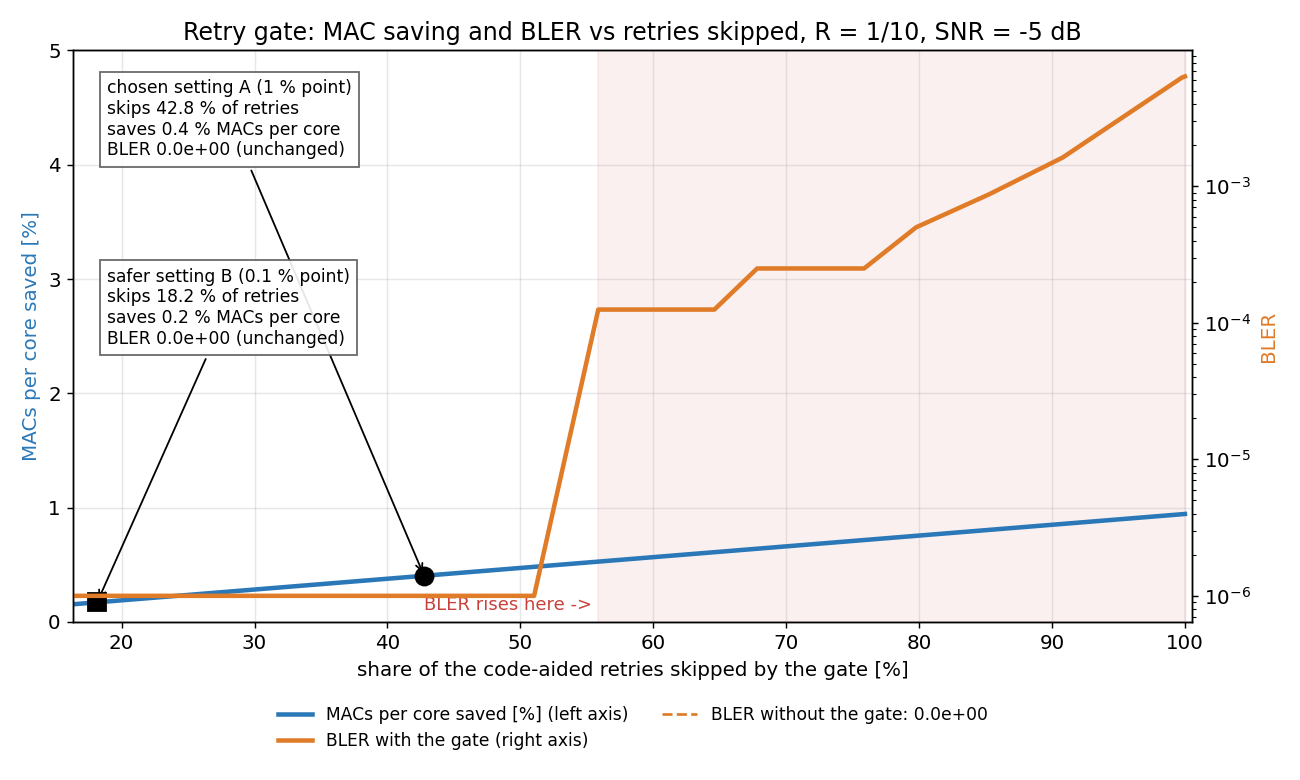 Retry gate: MAC saving and BLER vs retries skipped, R = 1/10, SNR = -5 dB
chosen setting A (1 % point)
skips 42.8 % of retries
saves 0.4 % MACs per core
BLER 0.0e+00 (unchanged)
safer setting B (0.1 % point)
skips 18.2 % of retries
saves 0.2 % MACs per core
BLER 0.0e+00 (unchanged)
BLER rises here ->
MACs per core saved [%]
5
4
3
2
1
0
BLER
10⁻³
10⁻⁴
10⁻⁵
10⁻⁶
20 30 40 50 60 70 80 90 100
share of the code-aided retries skipped by the gate [%]
MACs per core saved [%] (left axis)
BLER with the gate (right axis)
BLER without the gate: 0.0e+00